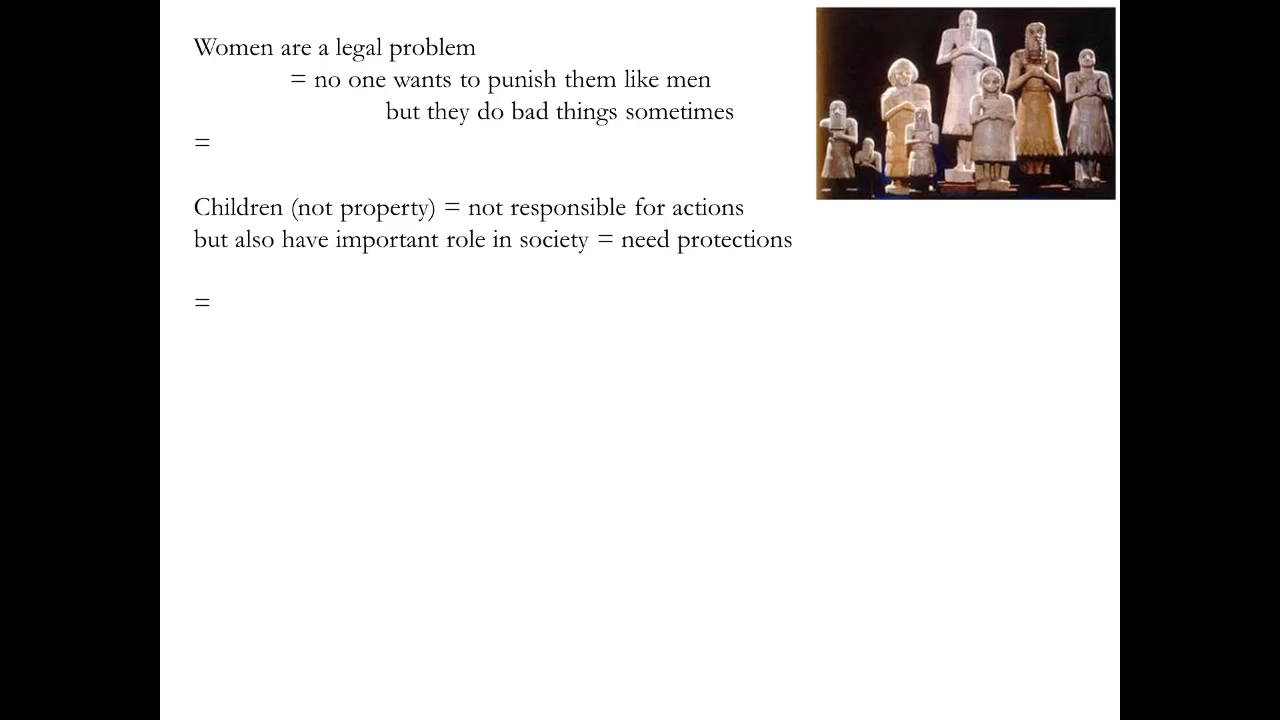 Women are a legal problem
= no one wants to punish them like men
but they do bad things sometimes
=
Children (not property) = not responsible for actions
but also have important role in society = need protections
=